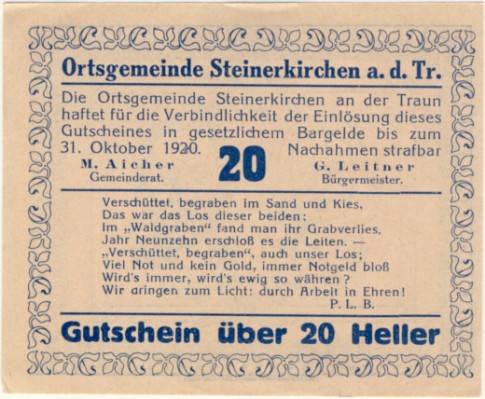 Ortsgemeinde Steinerkirchen a. d. Tr.
Die Ortsgemeinde Steinerkirchen an der Traun
haftet für die Verbindlichkeit der Einlösung dieses
Gutscheines in gesetzlichem Bargelde bis zum
31. Oktober 1920. Nachahmen strafbar
M. Aicher 20 G. Leitner
Gemeinderat. Bürgermeister.
Verschüttet, begraben im Sand und Kies,
Das war das Los dieser beiden;
Im „Waldgraben" fand man ihr Grabverlies,
Jahr Neunzehn erschloß es die Leiten. —
„Verschüttet, begraben", auch unser Los;
Viel Not und kein Gold, immer Notgeld bloß
Wird's immer, wird's ewig so währen?
Wir dringen zum Licht: durch Arbeit in Ehren!
P. L. B.
Gutschein über 20 Heller